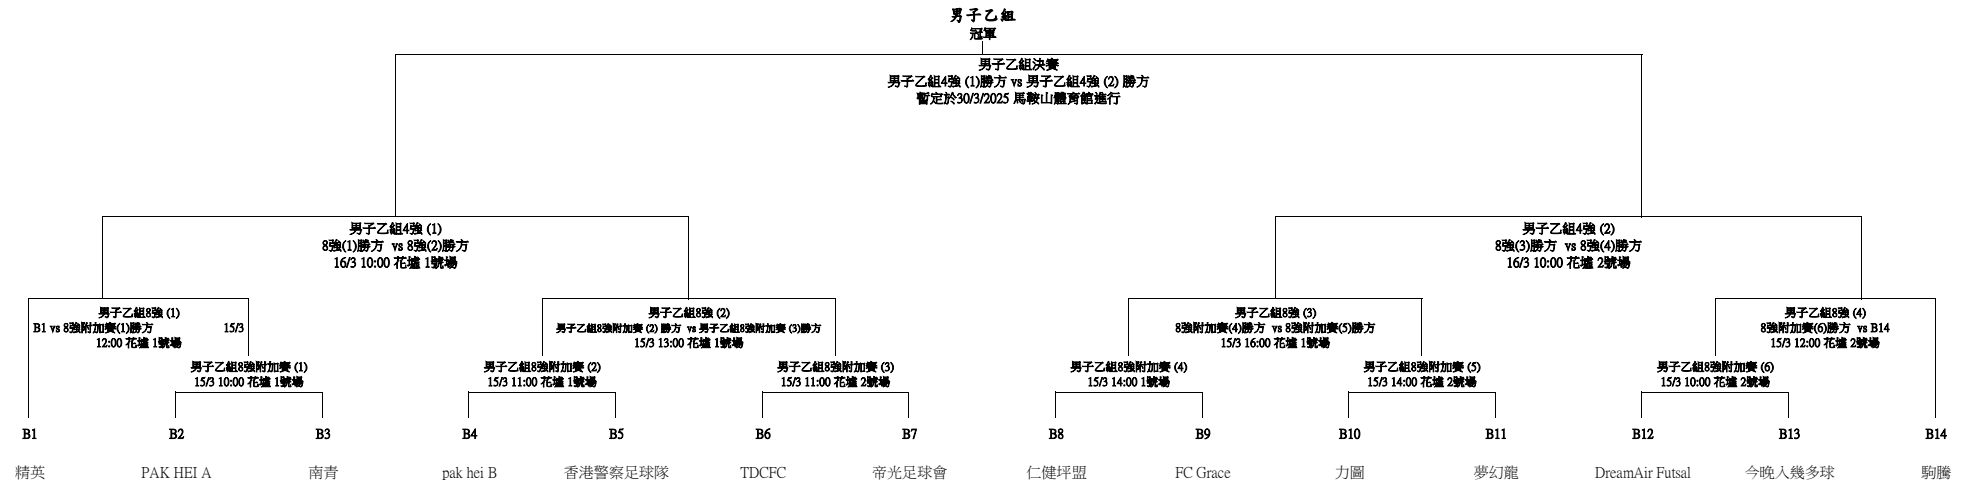 男子乙組
冠軍
男子乙組決賽
男子乙組4強 (1)勝方 vs 男子乙組4強 (2) 勝方
暫定於30/3/2025 馬鞍山體育館進行
男子乙組4強 (1)
8強(1)勝方 vs 8強(2)勝方
16/3 10:00 花墟 1號場
男子乙組4強 (2)
8強(3)勝方 vs 8強(4)勝方
16/3 10:00 花墟 2號場
男子乙組8強 (1)
B1 vs 8強附加賽(1)勝方 15/3
12:00 花墟 1號場
男子乙組8強 (2)
男子乙組8強附加賽 (2) 勝方 vs 男子乙組8強附加賽 (3)勝方
15/3 13:00 花墟 1號場
男子乙組8強 (3)
8強附加賽(4)勝方 vs 8強附加賽(5)勝方
15/3 16:00 花墟 1號場
男子乙組8強 (4)
8強附加賽(6)勝方 vs B14
15/3 12:00 花墟 2號場
男子乙組8強附加賽 (1)
15/3 10:00 花墟 1號場
男子乙組8強附加賽 (2)
15/3 11:00 花墟 1號場
男子乙組8強附加賽 (3)
15/3 11:00 花墟 2號場
男子乙組8強附加賽 (4)
15/3 14:00 1號場
男子乙組8強附加賽 (5)
15/3 14:00 花墟 2號場
男子乙組8強附加賽 (6)
15/3 10:00 花墟 2號場
B1 B2 B3 B4 B5 B6 B7 B8 B9 B10 B11 B12 B13 B14
精英 PAK HEI A 南青 pak hei B 香港警察足球隊 TDCFC 帝光足球會 仁健坪盟 FC Grace 力圖 夢幻龍 DreamAir Futsal 今晚入幾多球 駒騰